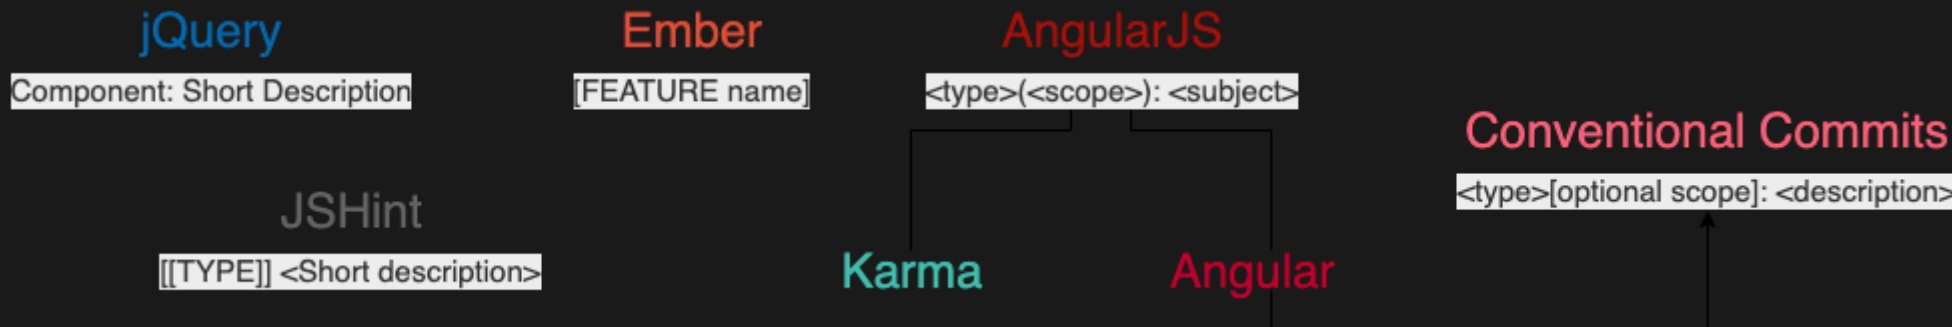 jQuery
Component: Short Description
Ember
[FEATURE name]
AngularJS
<type>(<scope>): <subject>
Conventional Commits
<type>[optional scope]: <description>
JSHint
[[TYPE]] <Short description>
Karma
Angular